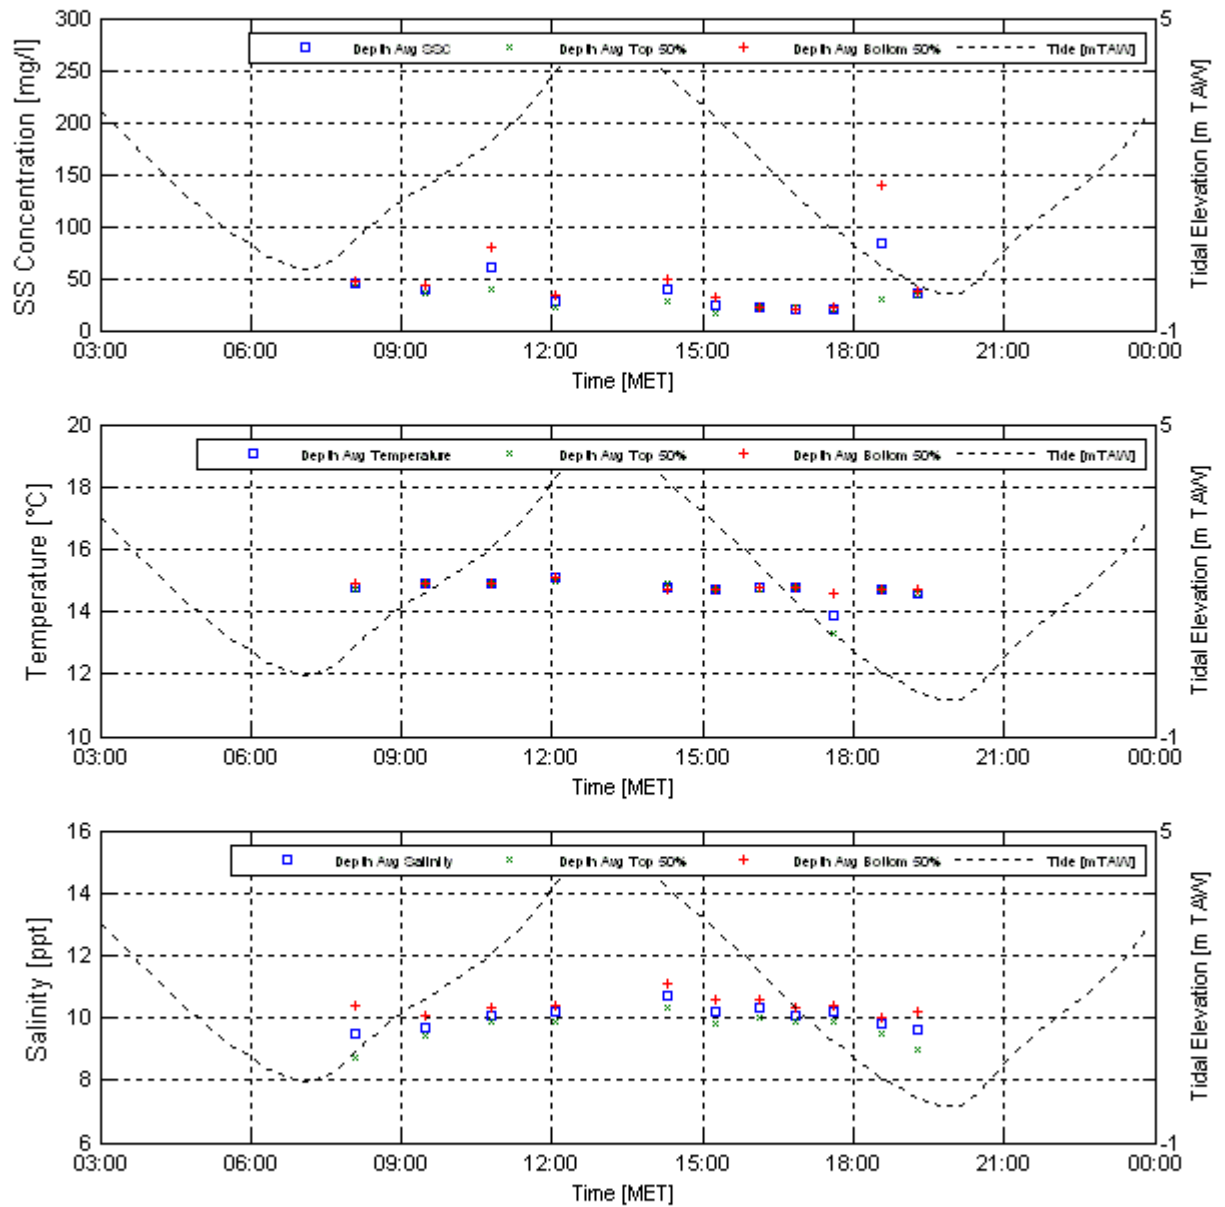 300
5
Depth Avg SSC
Depth Avg Top 50%
Depth Avg Bottom 50%
Tide [mTAW]
250
200
150
100
50
0
-1
SS Concentration [mg/l]
Tidal Elevation [m TAW]
03:00
06:00
09:00
12:00
15:00
18:00
21:00
00:00
Time [MET]
20
5
Depth Avg Temperature
Depth Avg Top 50%
Depth Avg Bottom 50%
Tide [mTAW]
18
16
14
12
10
-1
Temperature [°C]
Tidal Elevation [m TAW]
03:00
06:00
09:00
12:00
15:00
18:00
21:00
00:00
Time [MET]
16
5
Depth Avg Salinity
Depth Avg Top 50%
Depth Avg Bottom 50%
Tide [mTAW]
14
12
10
8
6
-1
Salinity [ppt]
Tidal Elevation [m TAW]
03:00
06:00
09:00
12:00
15:00
18:00
21:00
00:00
Time [MET]